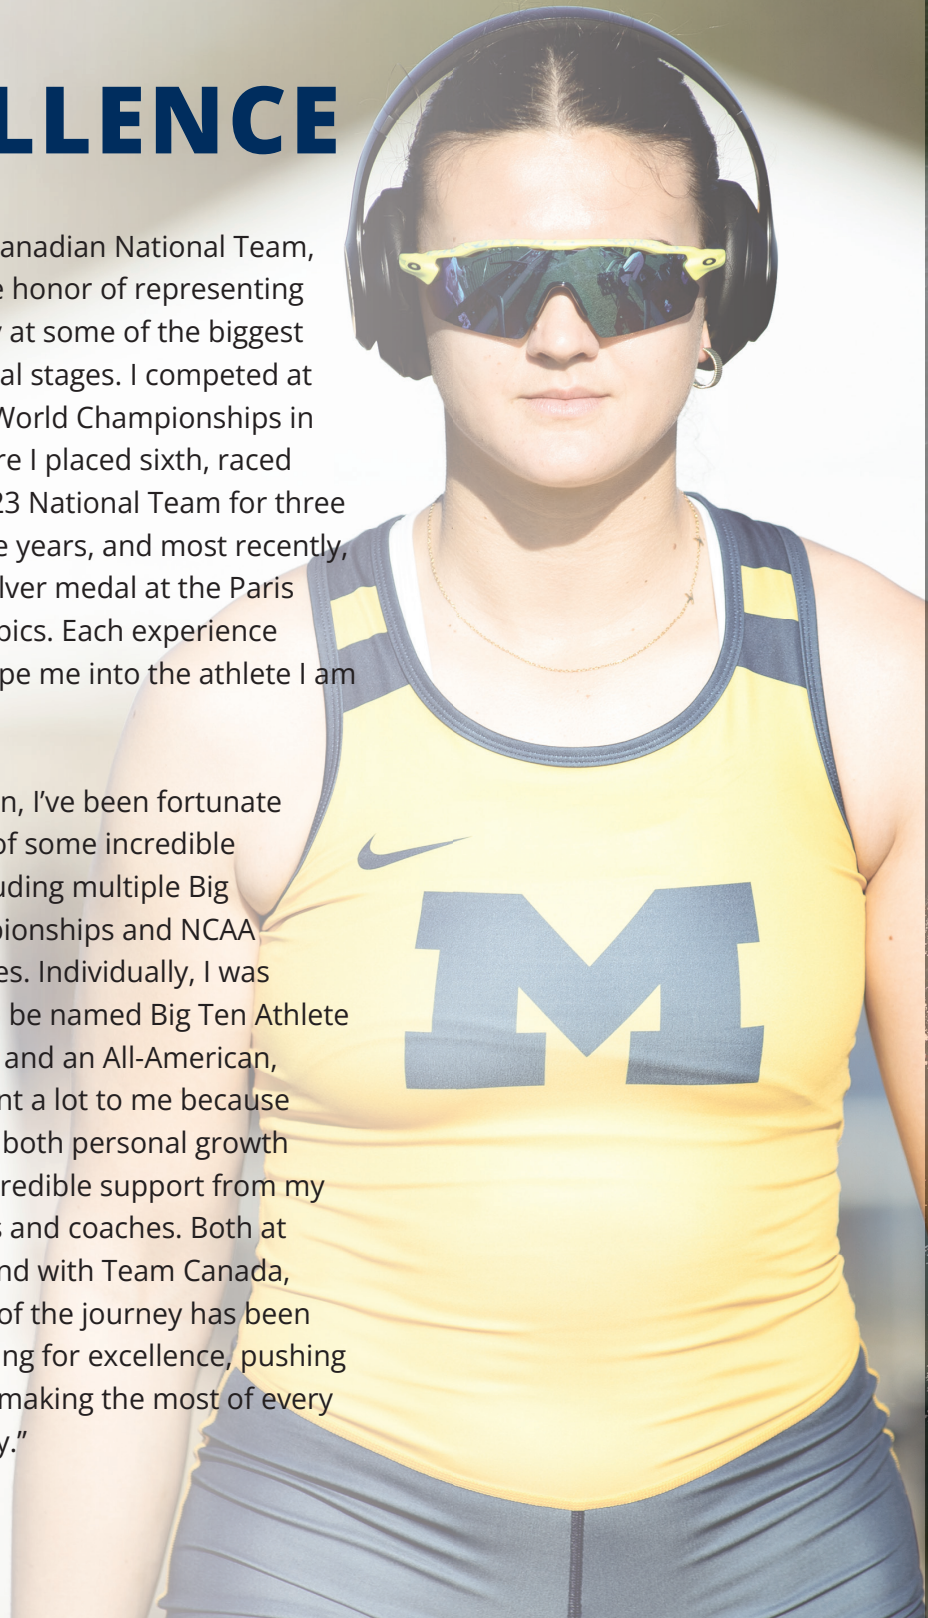 LLENCE
anadian National Team,
e honor of representing
y at some of the biggest
al stages. I competed at
World Championships in
re I placed sixth, raced
23 National Team for three
e years, and most recently,
lver medal at the Paris
pics. Each experience
pe me into the athlete I am
n, I’ve been fortunate
of some incredible
uding multiple Big
pionships and NCAA
es. Individually, I was
be named Big Ten Athlete
and an All-American,
nt a lot to me because
both personal growth
redible support from my
s and coaches. Both at
nd with Team Canada,
of the journey has been
ng for excellence, pushing
making the most of every
y.”
M